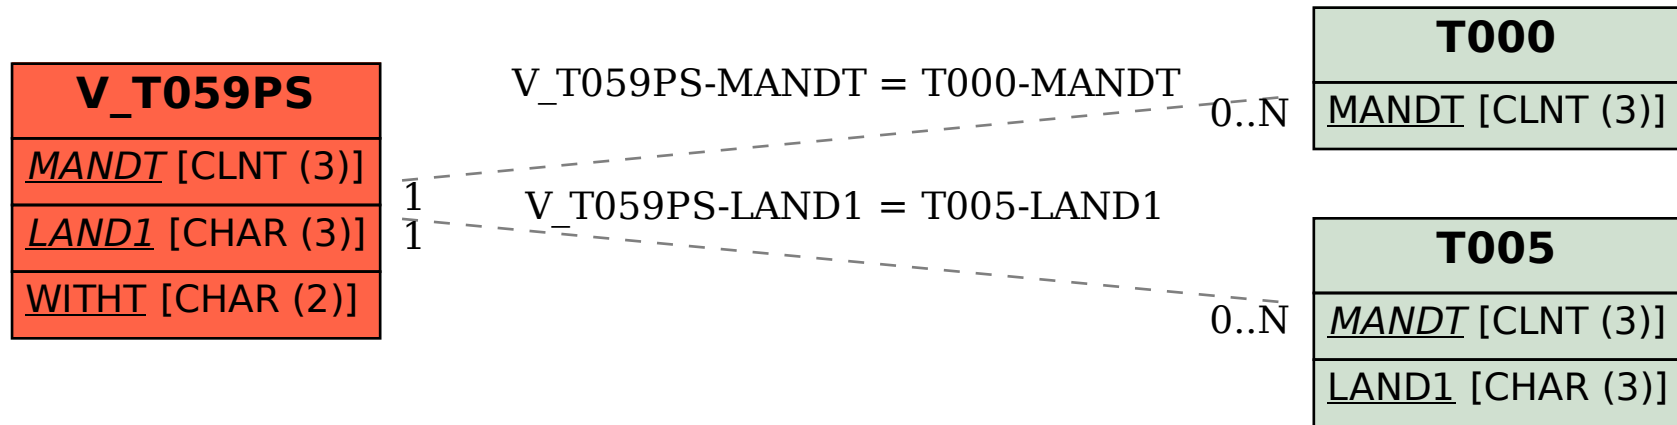 V_T059PS
MANDT [CLNT (3)]
LAND1 [CHAR (3)]
WITHT [CHAR (2)]
V_T059PS-MANDT = T000-MANDT
0..N
1
V_T059PS-LAND1 = T005-LAND1
1
0..N
T000
MANDT [CLNT (3)]
T005
MANDT [CLNT (3)]
LAND1 [CHAR (3)]